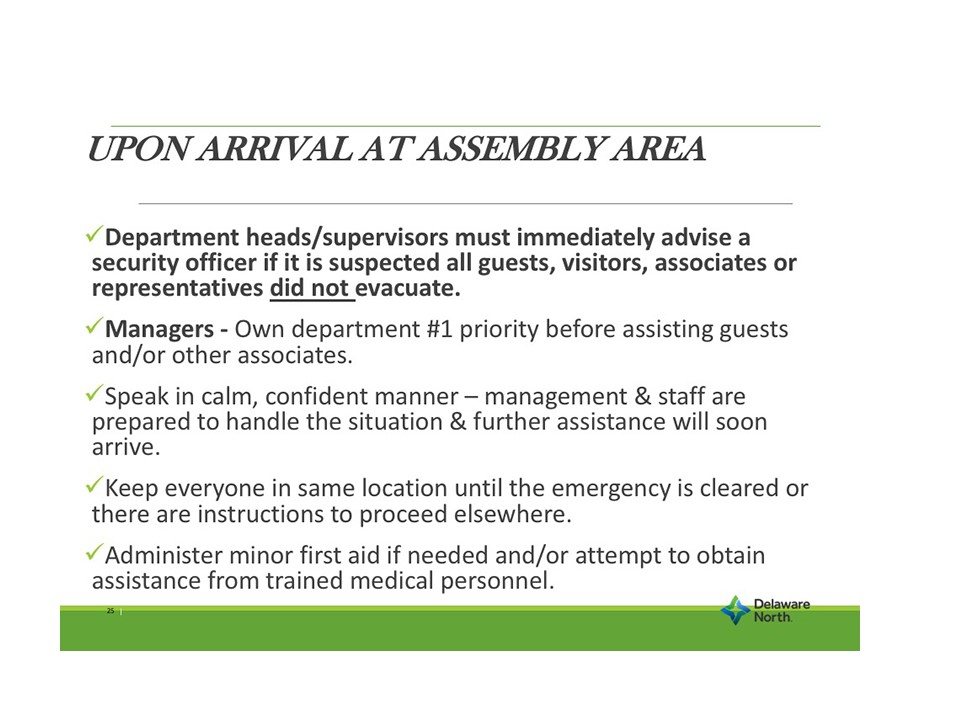 UPON ARRIVAL AT ASSEMBLY AREA
✓Department heads/supervisors must immediately advise a
security officer if it is suspected all guests, visitors, associates or
representatives did not evacuate.
✓Managers - Own department #1 priority before assisting guests
and/or other associates.
✓Speak in calm, confident manner – management & staff are
prepared to handle the situation & further assistance will soon
arrive.
✓Keep everyone in same location until the emergency is cleared or
there are instructions to proceed elsewhere.
✓Administer minor first aid if needed and/or attempt to obtain
assistance from trained medical personnel.
25 |
Delaware
North.